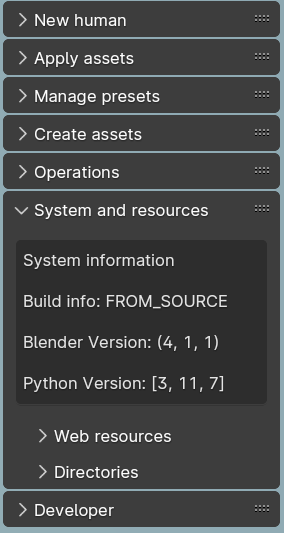 New human
Apply assets
Manage presets
Create assets
Operations
System and resources
System information
Build info: FROM_SOURCE
Blender Version: (4, 1, 1)
Python Version: [3, 11, 7]
Web resources
Directories
Developer